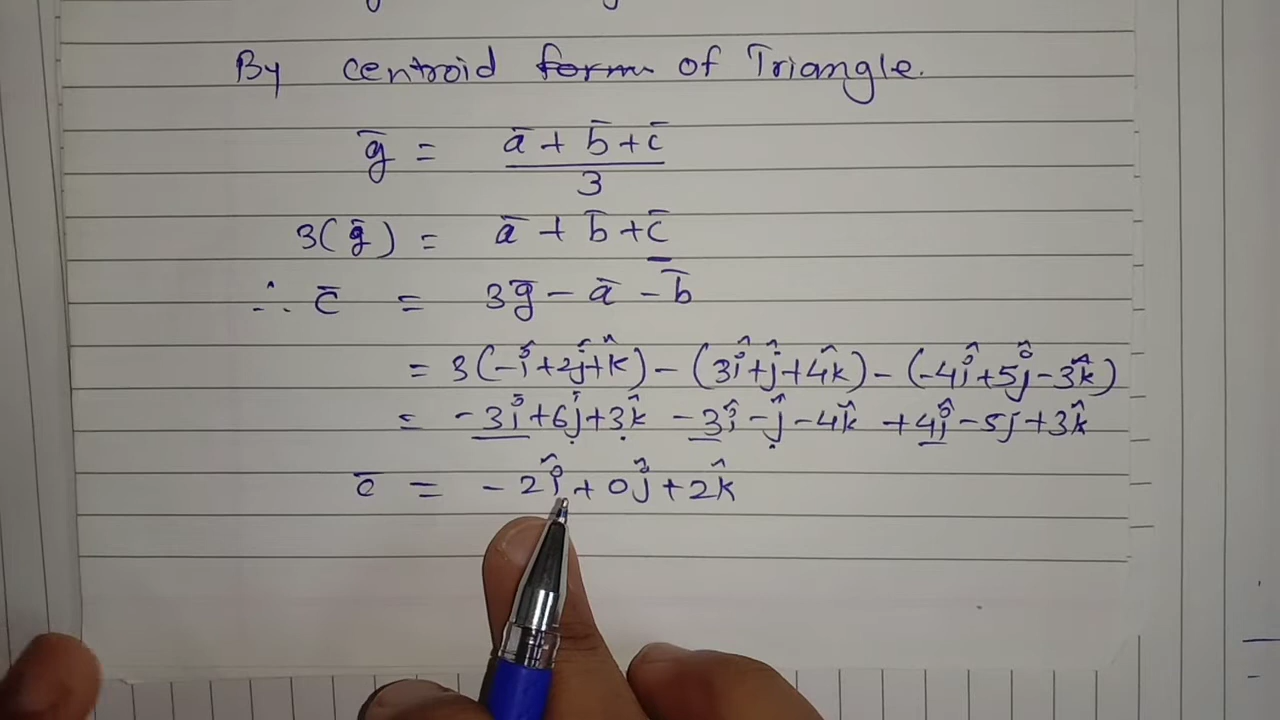 By centroid form of Triangle.
g̅ = (a̅ + b̅ + c̅) / 3
3(g̅) = a̅ + b̅ + c̅
∴ c̅ = 3g̅ - a̅ - b̅
= 3(-î+2ĵ+k̂) - (3î+ĵ+4k̂) - (-4î+5ĵ-3k̂)
= -3î+6ĵ+3k̂ -3î-ĵ-4k̂ +4î-5ĵ+3k̂
c̅ = -2î+0ĵ+2k̂